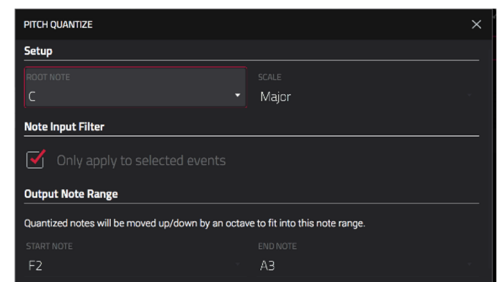 PITCH QUANTIZE
Setup
ROOT NOTE SCALE
C Major
Note Input Filter
Only apply to selected events
Output Note Range
Quantized notes will be moved up/down by an octave to fit into this note range.
START NOTE END NOTE
F2 A3